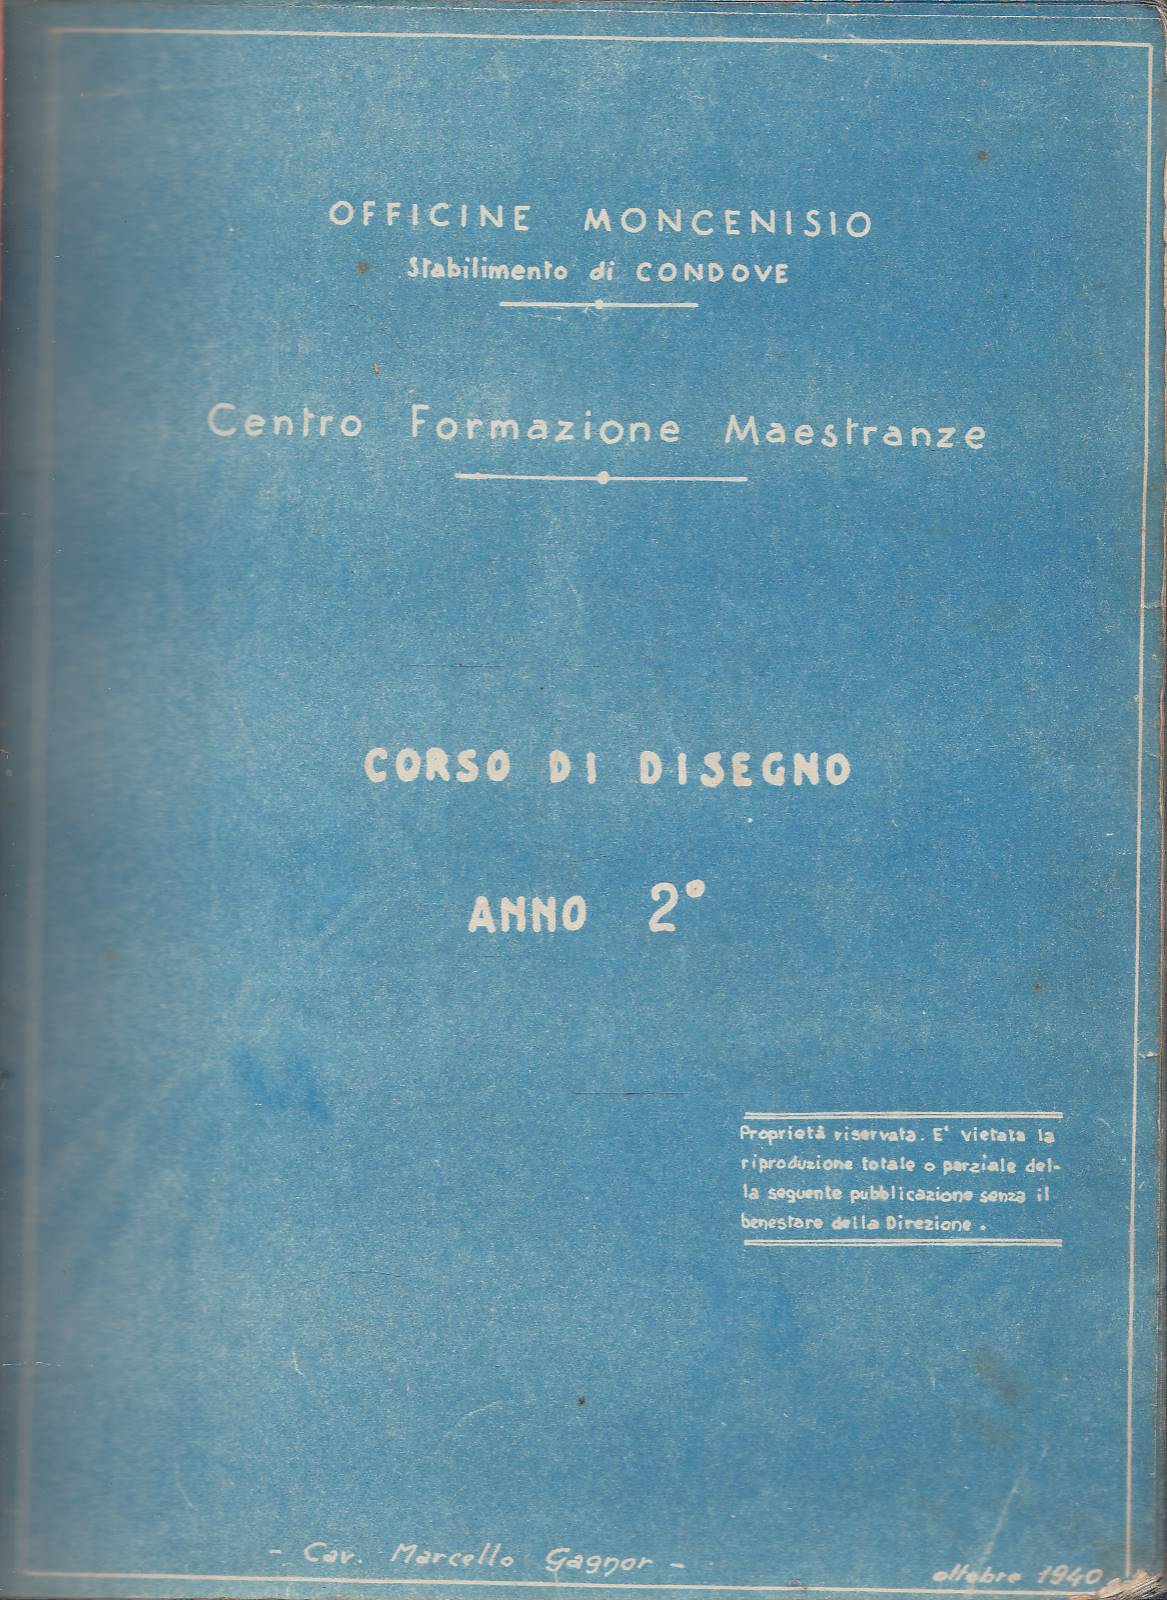 OFFICINE MONCENISIO
Stabilimento di CONDOVE
Centro Formazione Maestranze
CORSO DI DISEGNO
ANNO 2°
Proprietà riservata. E' vietata la
riproduzione totale o parziale del-
la seguente pubblicazione senza il
benestare della Direzione.
- Cav. Marcello Gagnor -
ottobre 1940